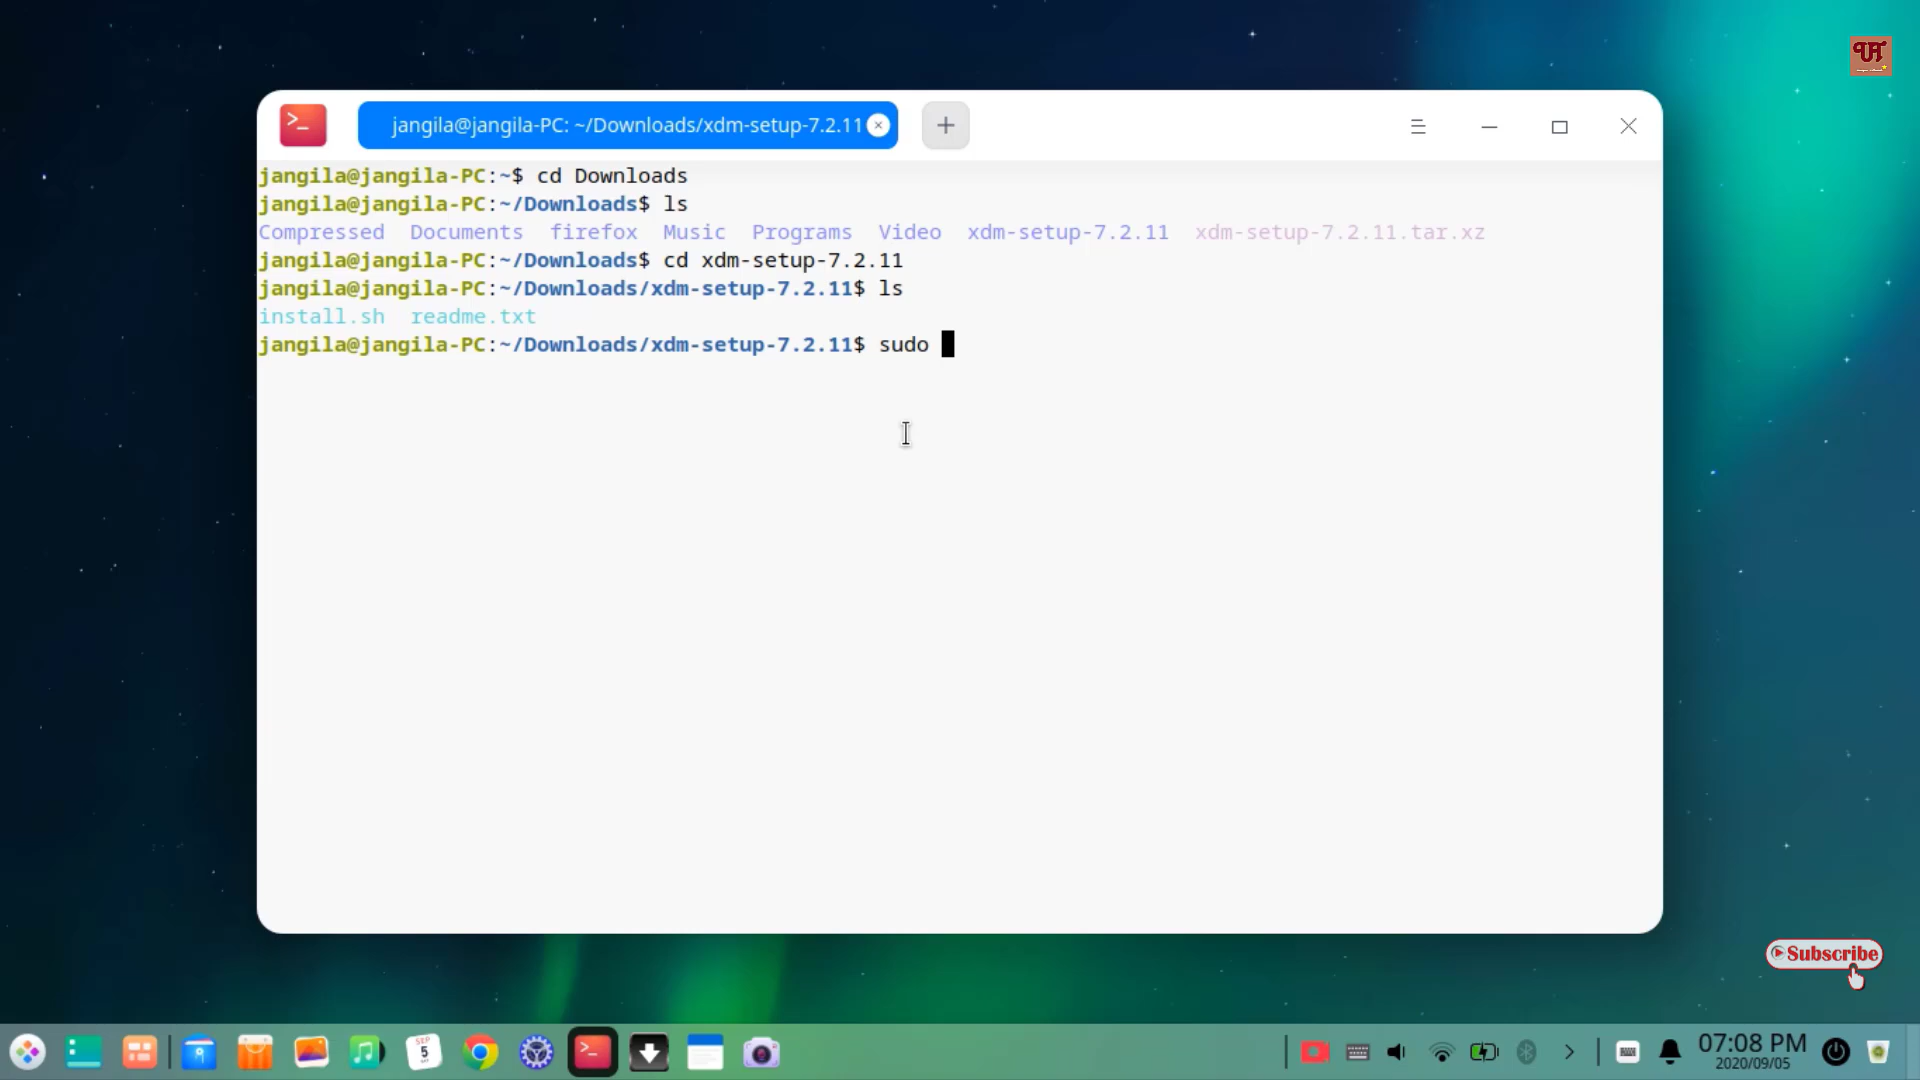 jangila@jangila-PC: ~/Downloads/xdm-setup-7.2.11
jangila@jangila-PC:~$ cd Downloads
jangila@jangila-PC:~/Downloads$ ls
Compressed  Documents  firefox  Music  Programs  Video  xdm-setup-7.2.11  xdm-setup-7.2.11.tar.xz
jangila@jangila-PC:~/Downloads$ cd xdm-setup-7.2.11
jangila@jangila-PC:~/Downloads/xdm-setup-7.2.11$ ls
install.sh  readme.txt
jangila@jangila-PC:~/Downloads/xdm-setup-7.2.11$ sudo
Subscribe
SEP
5
07:08 PM
2020/09/05